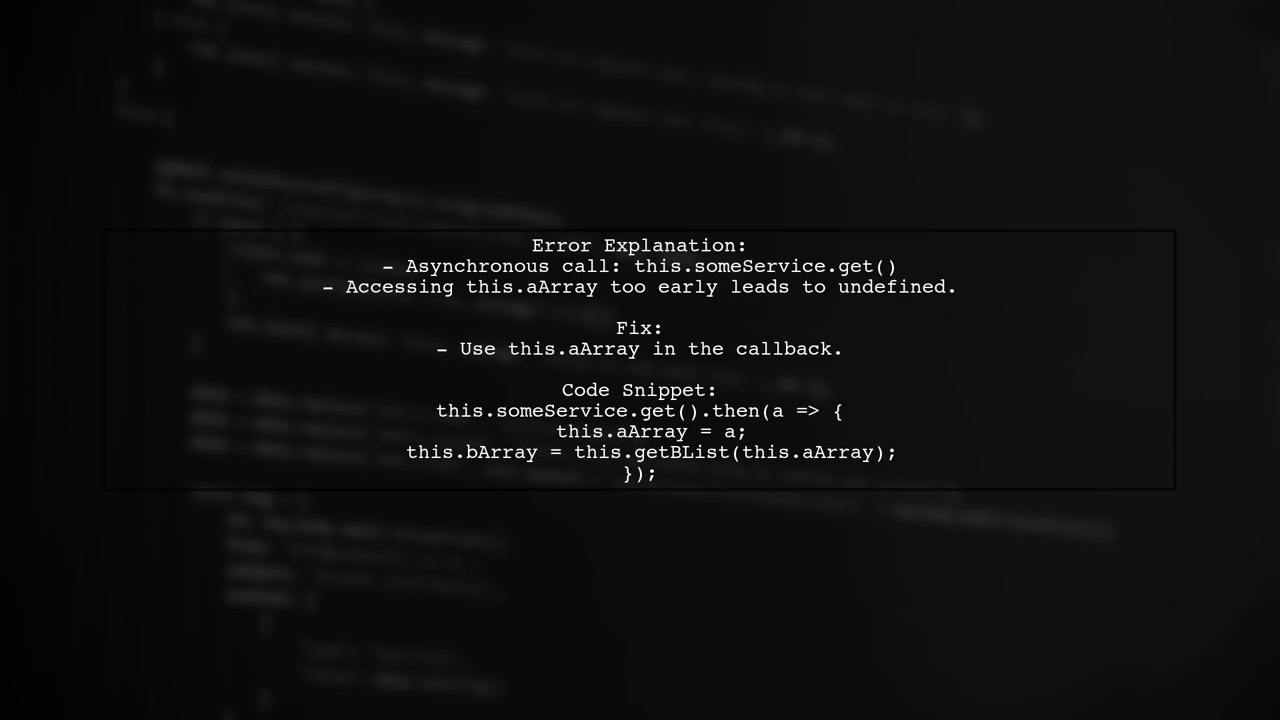 Error Explanation:
- Asynchronous call: this.someService.get()
- Accessing this.aArray too early leads to undefined.
Fix:
- Use this.aArray in the callback.
Code Snippet:
this.someService.get().then(a => {
this.aArray = a;
this.bArray = this.getBList(this.aArray);
});